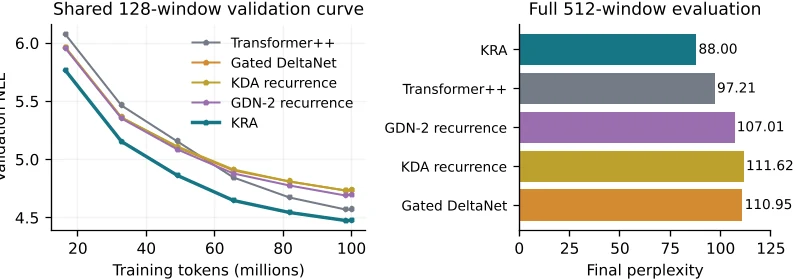 Shared 128-window validation curve
6.0
5.5
5.0
4.5
Transformer++
Gated DeltaNet
KDA recurrence
GDN-2 recurrence
KRA
20 40 60 80 100
Training tokens (millions)
Full 512-window evaluation
KRA 88.00
Transformer++ 97.21
GDN-2 recurrence 107.01
KDA recurrence 111.62
Gated DeltaNet 110.95
0 25 50 75 100 125
Final perplexity